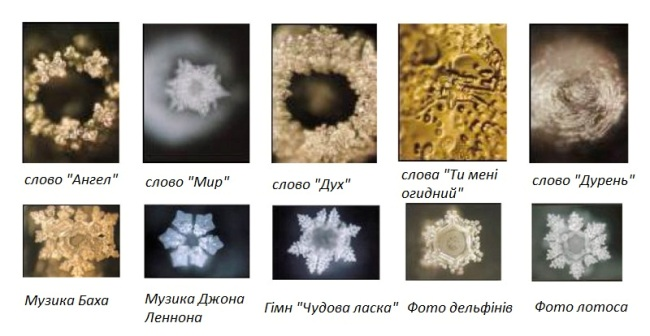 слово "Ангел"
слово "Мир"
слово "Дух"
слова "Ти мені
огидний"
слово "Дурень"
Музика Баха
Музика Джона
Леннона
Гімн "Чудова ласка"
Фото дельфінів
Фото лотоса